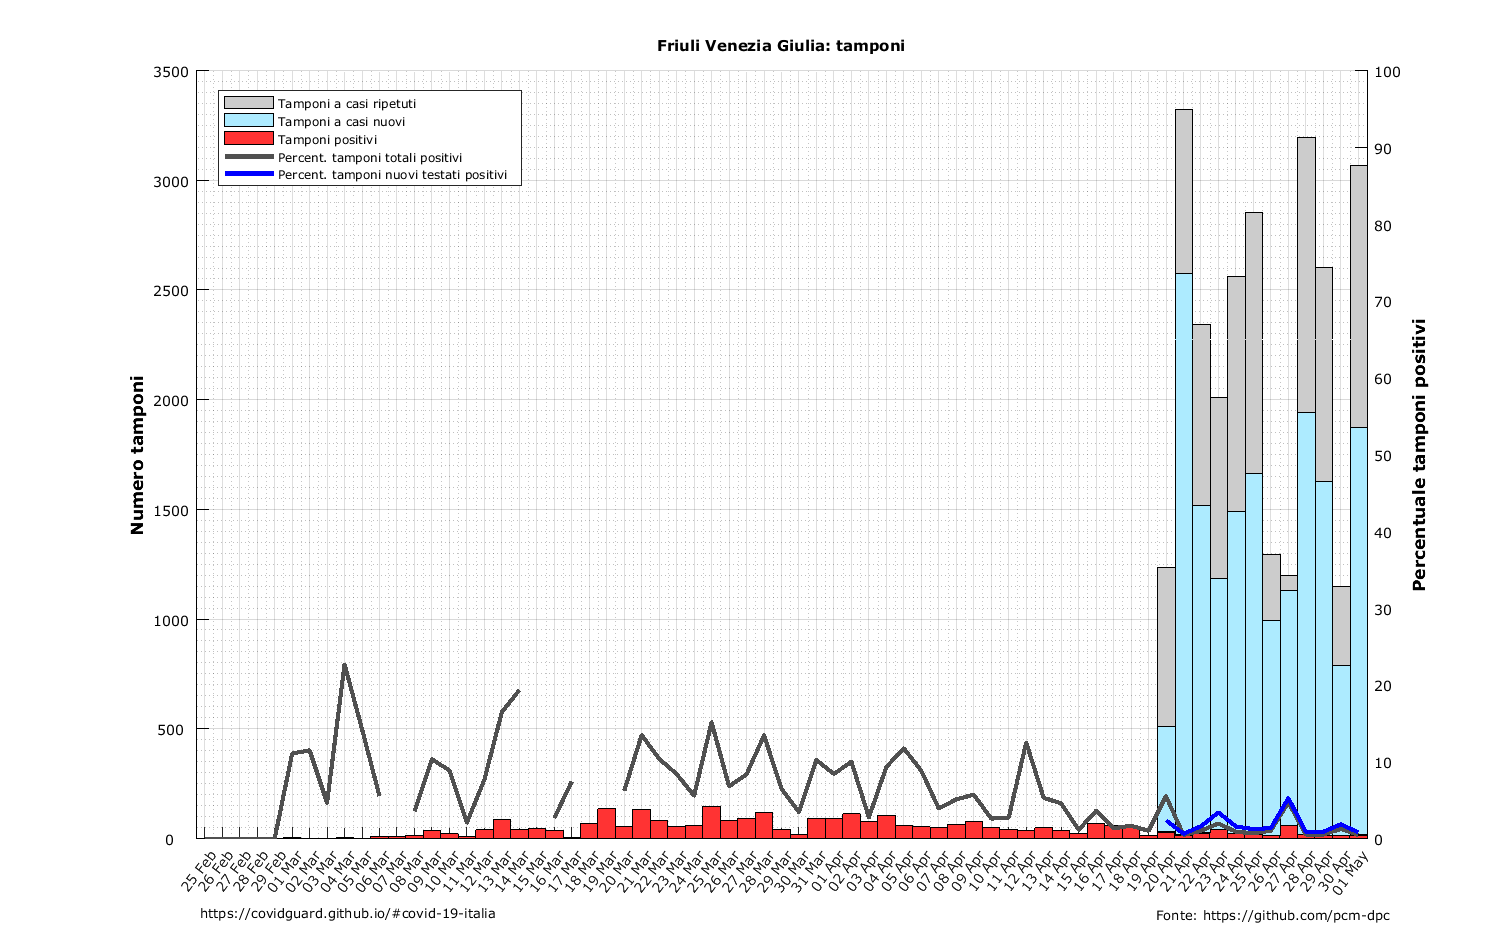 Friuli Venezia Giulia: tamponi
Tamponi a casi ripetuti
Tamponi a casi nuovi
Tamponi positivi
Percent. tamponi totali positivi
Percent. tamponi nuovi testati positivi
Numero tamponi
3500
3000
2500
2000
1500
1000
500
0
Percentuale tamponi positivi
100
90
80
70
60
50
40
30
20
10
0
25 Feb
26 Feb
27 Feb
28 Feb
29 Feb
01 Mar
02 Mar
03 Mar
04 Mar
05 Mar
06 Mar
07 Mar
08 Mar
09 Mar
10 Mar
11 Mar
12 Mar
13 Mar
14 Mar
15 Mar
16 Mar
17 Mar
18 Mar
19 Mar
20 Mar
21 Mar
22 Mar
23 Mar
24 Mar
25 Mar
26 Mar
27 Mar
28 Mar
29 Mar
30 Mar
31 Mar
01 Apr
02 Apr
03 Apr
04 Apr
05 Apr
06 Apr
07 Apr
08 Apr
09 Apr
10 Apr
11 Apr
12 Apr
13 Apr
14 Apr
15 Apr
16 Apr
17 Apr
18 Apr
19 Apr
20 Apr
21 Apr
22 Apr
23 Apr
24 Apr
25 Apr
26 Apr
27 Apr
28 Apr
29 Apr
30 Apr
01 May
https://covidguard.github.io/#covid-19-italia
Fonte: https://github.com/pcm-dpc